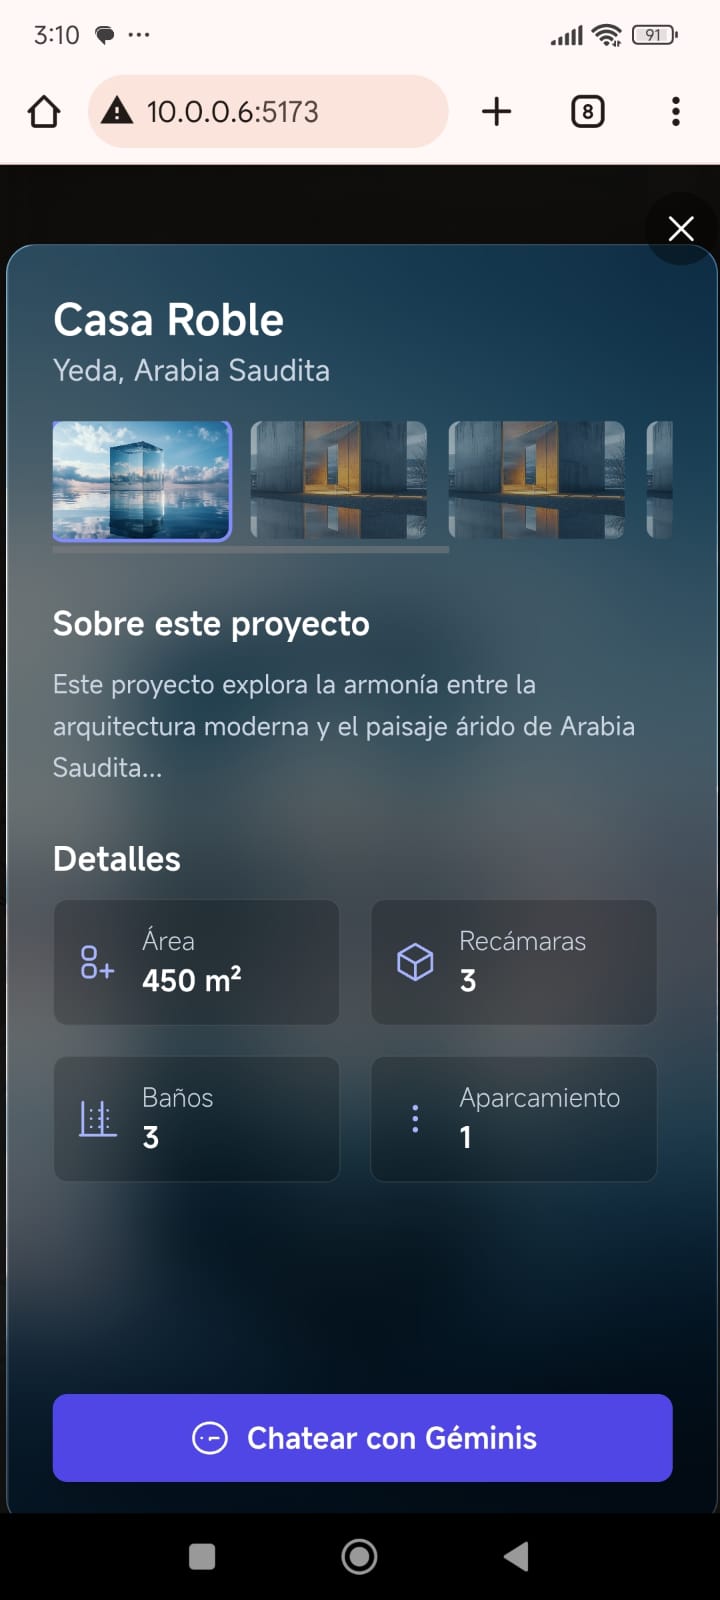 3:10
91
10.0.0.6:5173
8
Casa Roble
Yeda, Arabia Saudita
Sobre este proyecto
Este proyecto explora la armonía entre la
arquitectura moderna y el paisaje árido de Arabia
Saudita...
Detalles
Área
450 m²
Recámaras
3
Baños
3
Aparcamiento
1
Chatear con Géminis